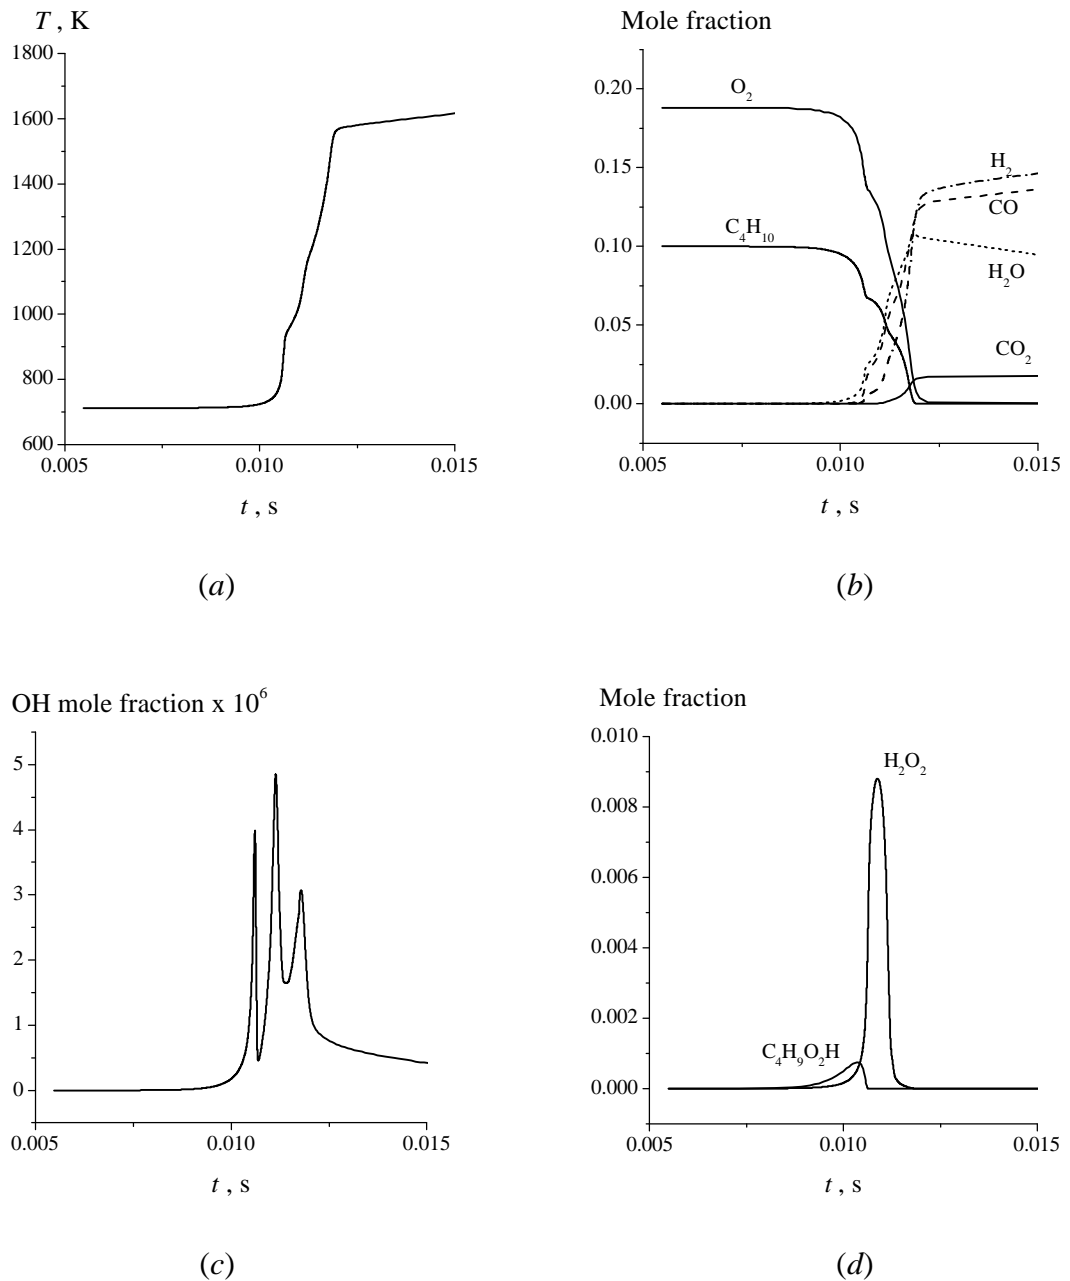 T , K
1800
1600
1400
1200
1000
800
600
0.005
0.010
0.015
t , s
(a)
Mole fraction
0.20
0.15
0.10
0.05
0.00
O₂
C₄H₁₀
H₂
CO
H₂O
CO₂
0.005
0.010
0.015
t , s
(b)
OH mole fraction x 10⁶
5
4
3
2
1
0
0.005
0.010
0.015
t , s
(c)
Mole fraction
0.010
0.008
0.006
0.004
0.002
0.000
H₂O₂
C₄H₉O₂H
0.005
0.010
0.015
t , s
(d)